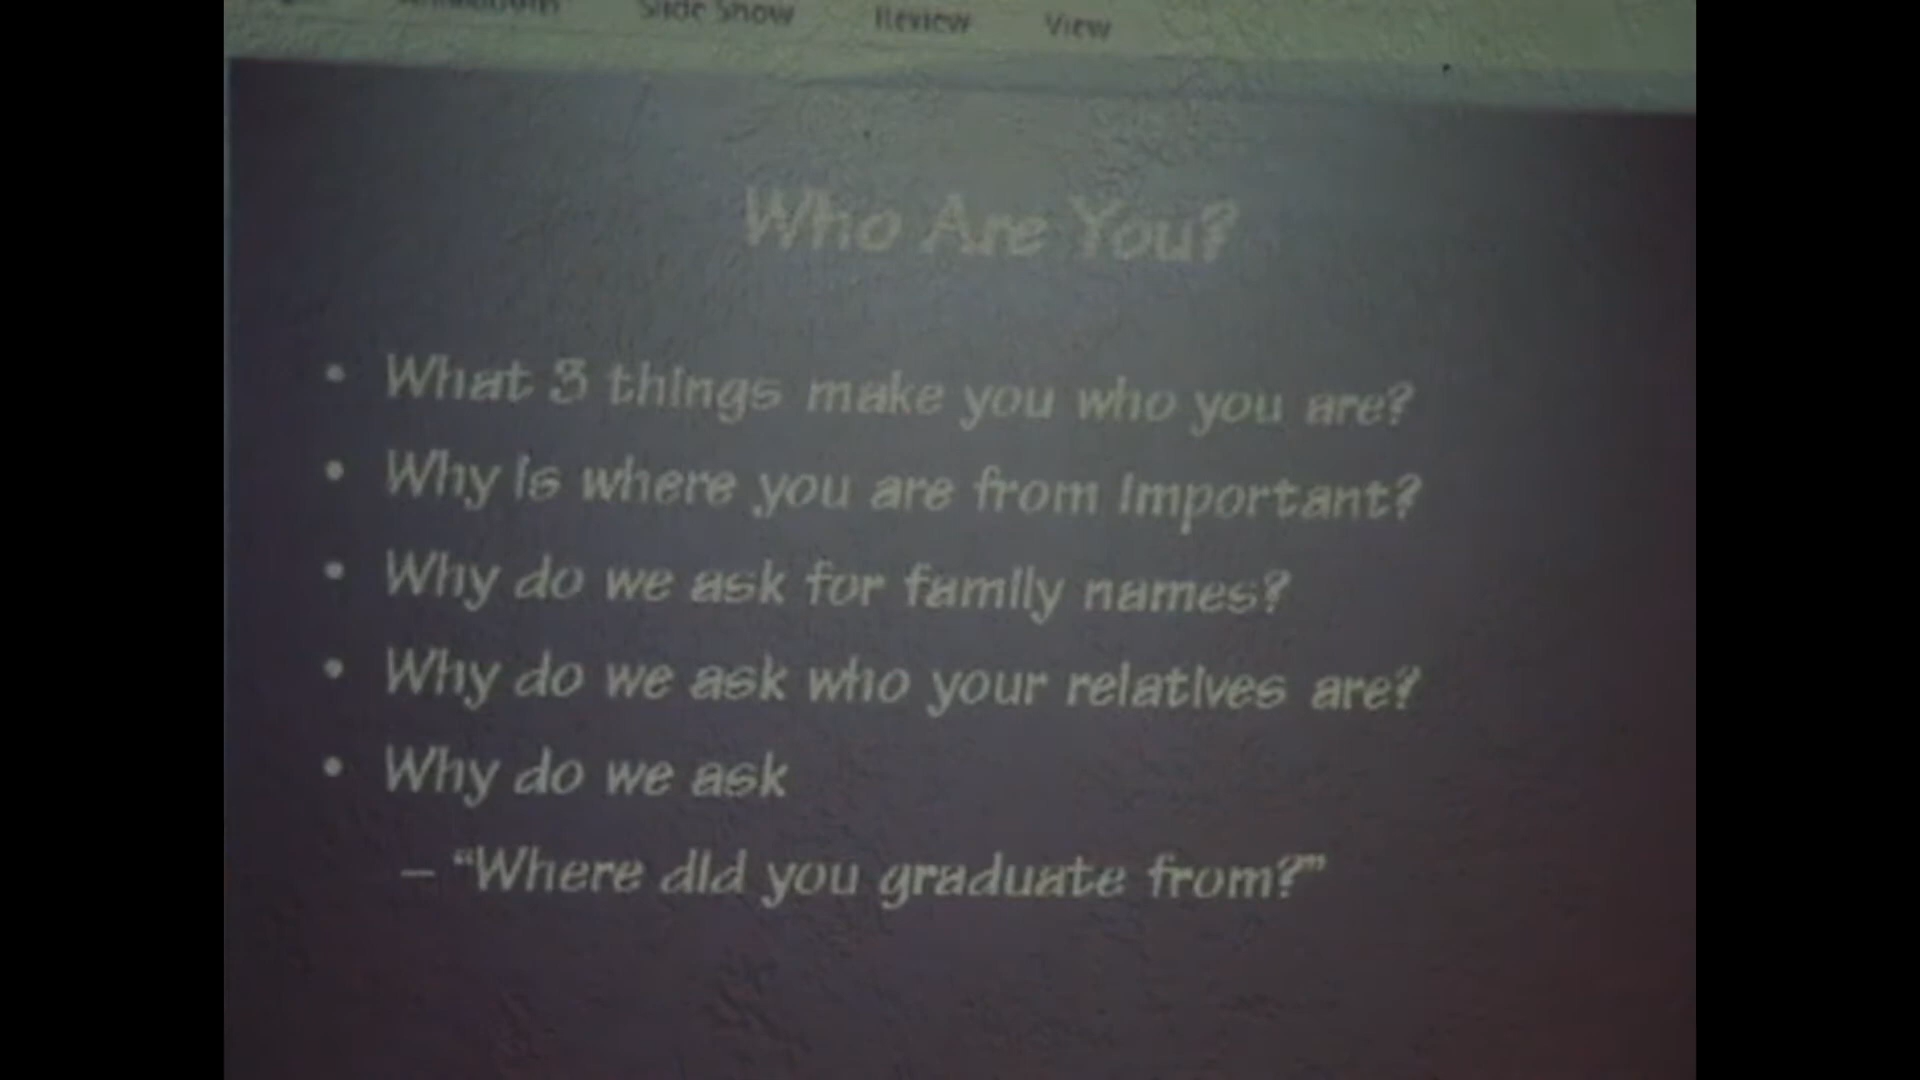 Slide Show Review View
Who Are You?
• What 3 things make you who you are?
• Why is where you are from important?
• Why do we ask for family names?
• Why do we ask who your relatives are?
• Why do we ask
– “Where did you graduate from?”